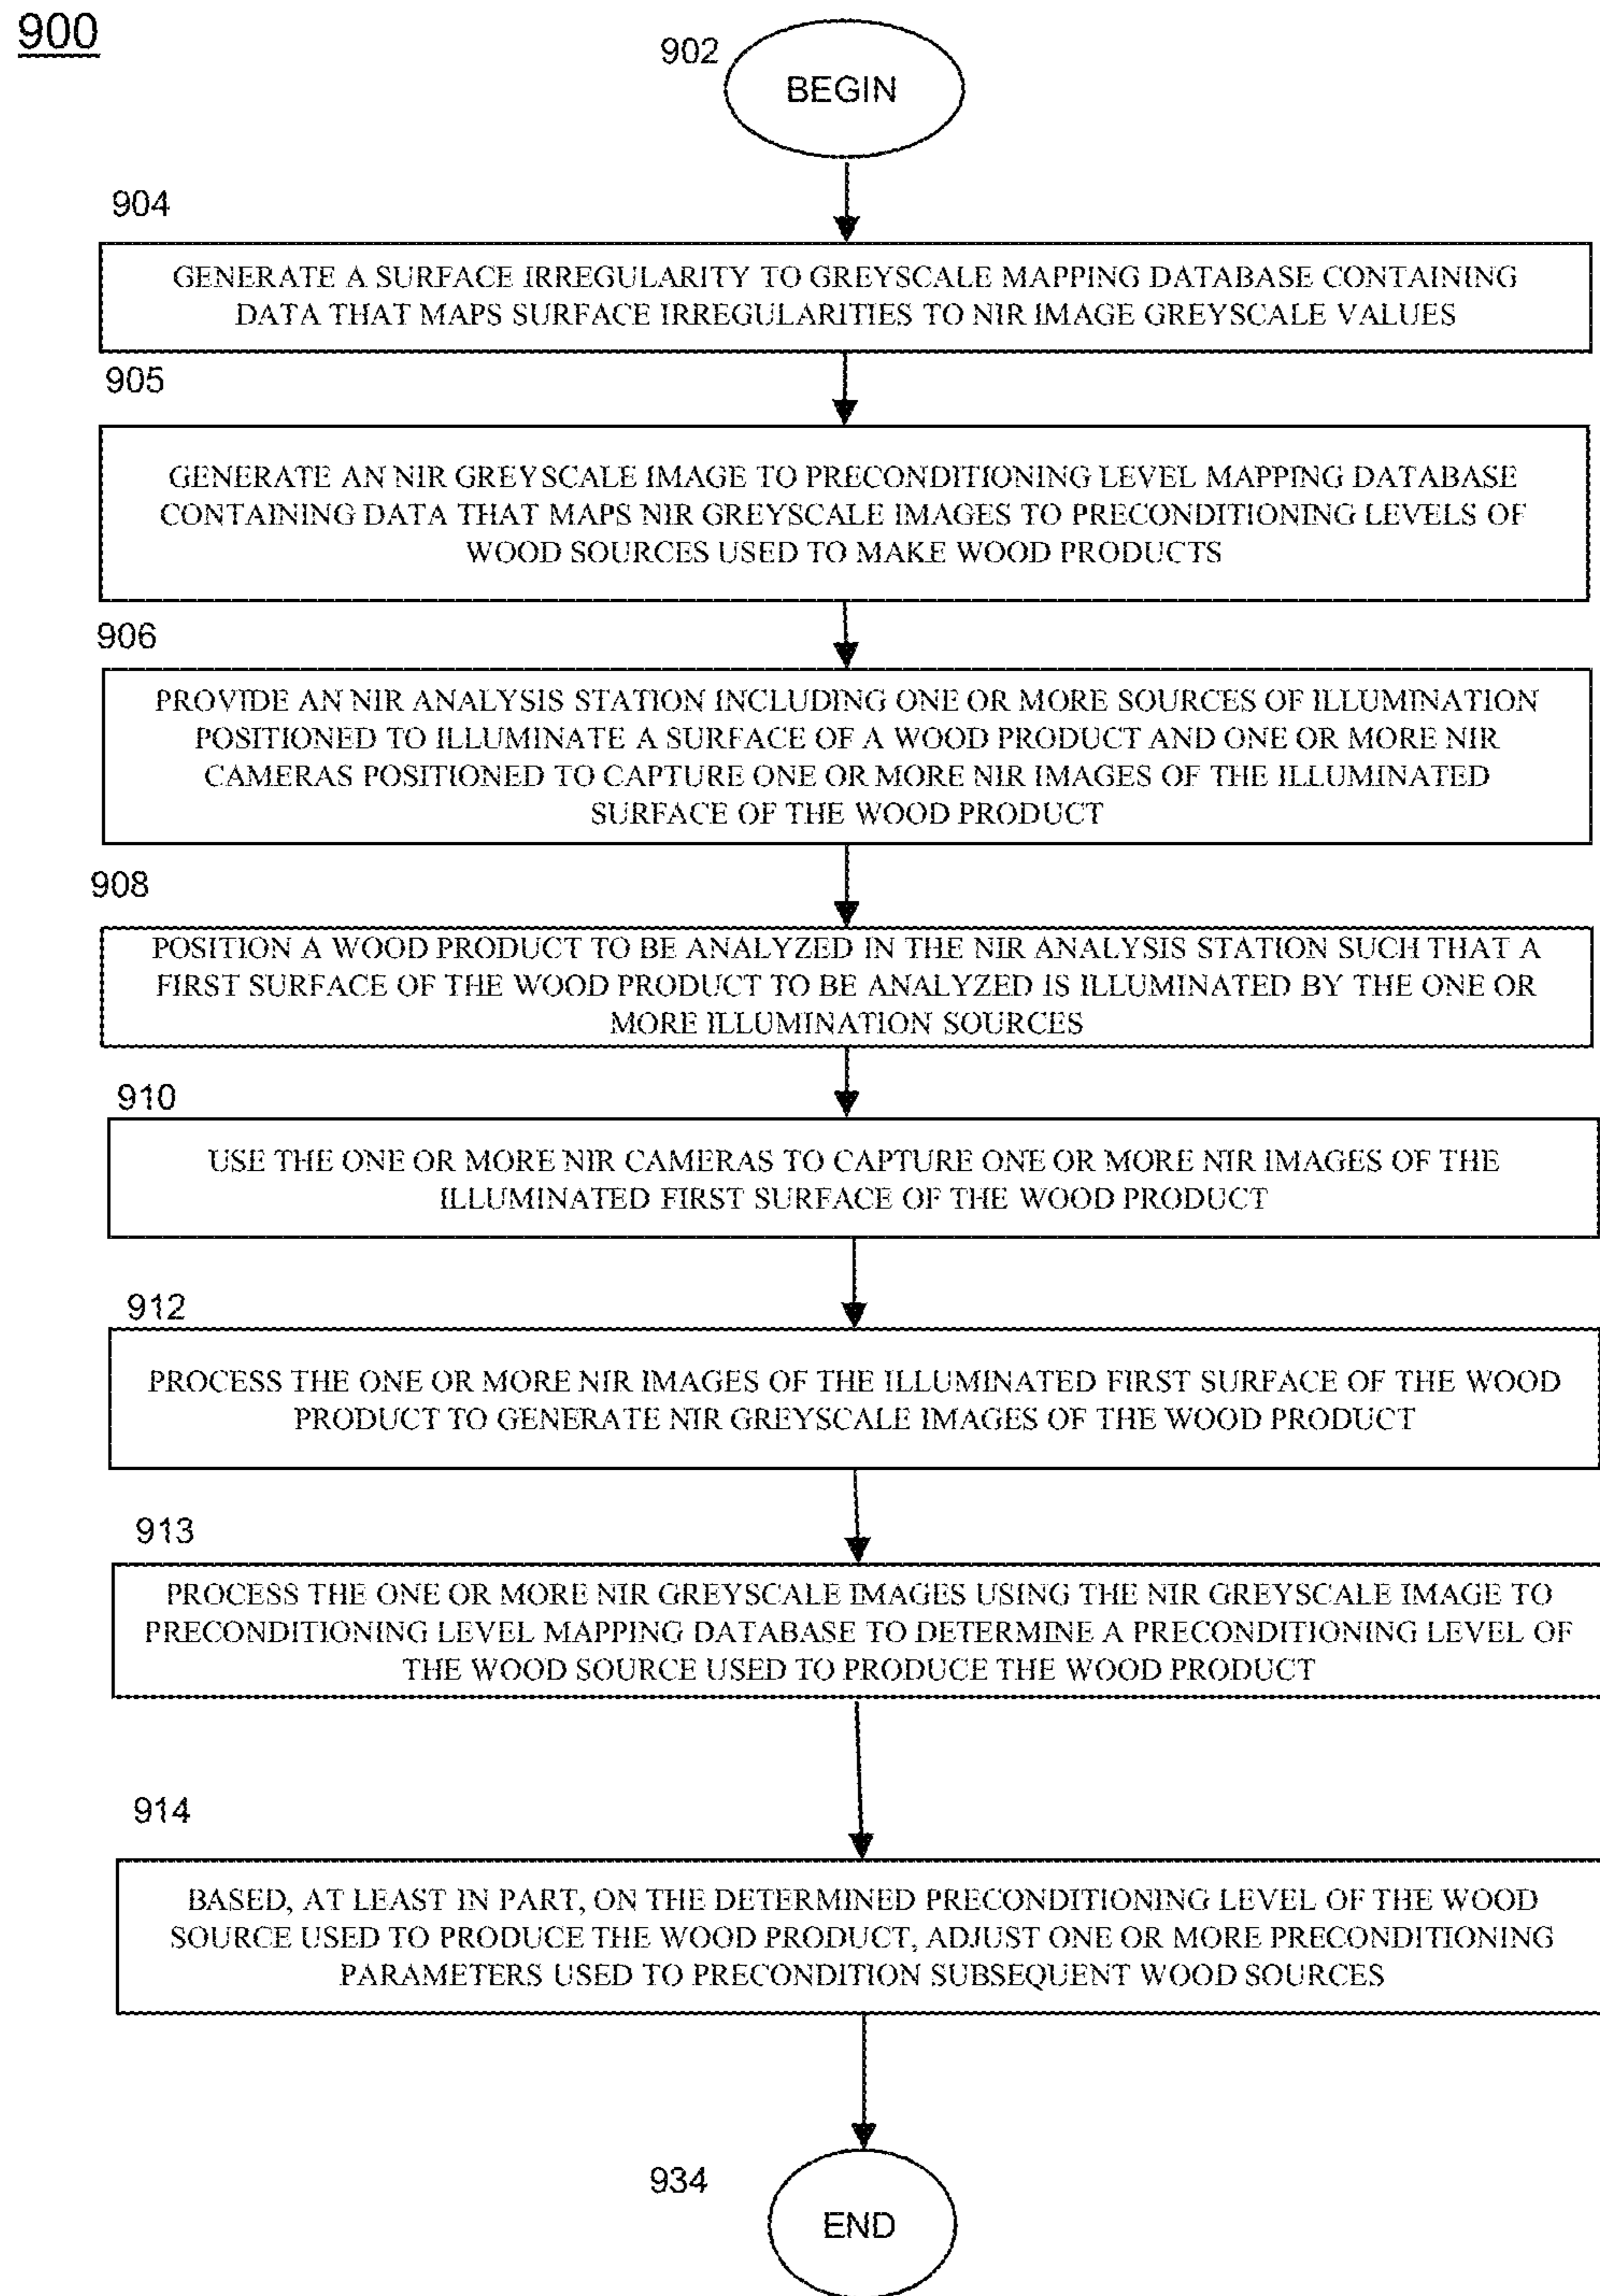 900
902
BEGIN
904
GENERATE A SURFACE IRREGULARITY TO GREYSCALE MAPPING DATABASE CONTAINING
DATA THAT MAPS SURFACE IRREGULARITIES TO NIR IMAGE GREYSCALE VALUES
905
GENERATE AN NIR GREYSCALE IMAGE TO PRECONDITIONING LEVEL MAPPING DATABASE
CONTAINING DATA THAT MAPS NIR GREYSCALE IMAGES TO PRECONDITIONING LEVELS OF
WOOD SOURCES USED TO MAKE WOOD PRODUCTS
906
PROVIDE AN NIR ANALYSIS STATION INCLUDING ONE OR MORE SOURCES OF ILLUMINATION
POSITIONED TO ILLUMINATE A SURFACE OF A WOOD PRODUCT AND ONE OR MORE NIR
CAMERAS POSITIONED TO CAPTURE ONE OR MORE NIR IMAGES OF THE ILLUMINATED
SURFACE OF THE WOOD PRODUCT
908
POSITION A WOOD PRODUCT TO BE ANALYZED IN THE NIR ANALYSIS STATION SUCH THAT A
FIRST SURFACE OF THE WOOD PRODUCT TO BE ANALYZED IS ILLUMINATED BY THE ONE OR
MORE ILLUMINATION SOURCES
910
USE THE ONE OR MORE NIR CAMERAS TO CAPTURE ONE OR MORE NIR IMAGES OF THE
ILLUMINATED FIRST SURFACE OF THE WOOD PRODUCT
912
PROCESS THE ONE OR MORE NIR IMAGES OF THE ILLUMINATED FIRST SURFACE OF THE WOOD
PRODUCT TO GENERATE NIR GREYSCALE IMAGES OF THE WOOD PRODUCT
913
PROCESS THE ONE OR MORE NIR GREYSCALE IMAGES USING THE NIR GREYSCALE IMAGE TO
PRECONDITIONING LEVEL MAPPING DATABASE TO DETERMINE A PRECONDITIONING LEVEL OF
THE WOOD SOURCE USED TO PRODUCE THE WOOD PRODUCT
914
BASED, AT LEAST IN PART, ON THE DETERMINED PRECONDITIONING LEVEL OF THE WOOD
SOURCE USED TO PRODUCE THE WOOD PRODUCT, ADJUST ONE OR MORE PRECONDITIONING
PARAMETERS USED TO PRECONDITION SUBSEQUENT WOOD SOURCES
934
END